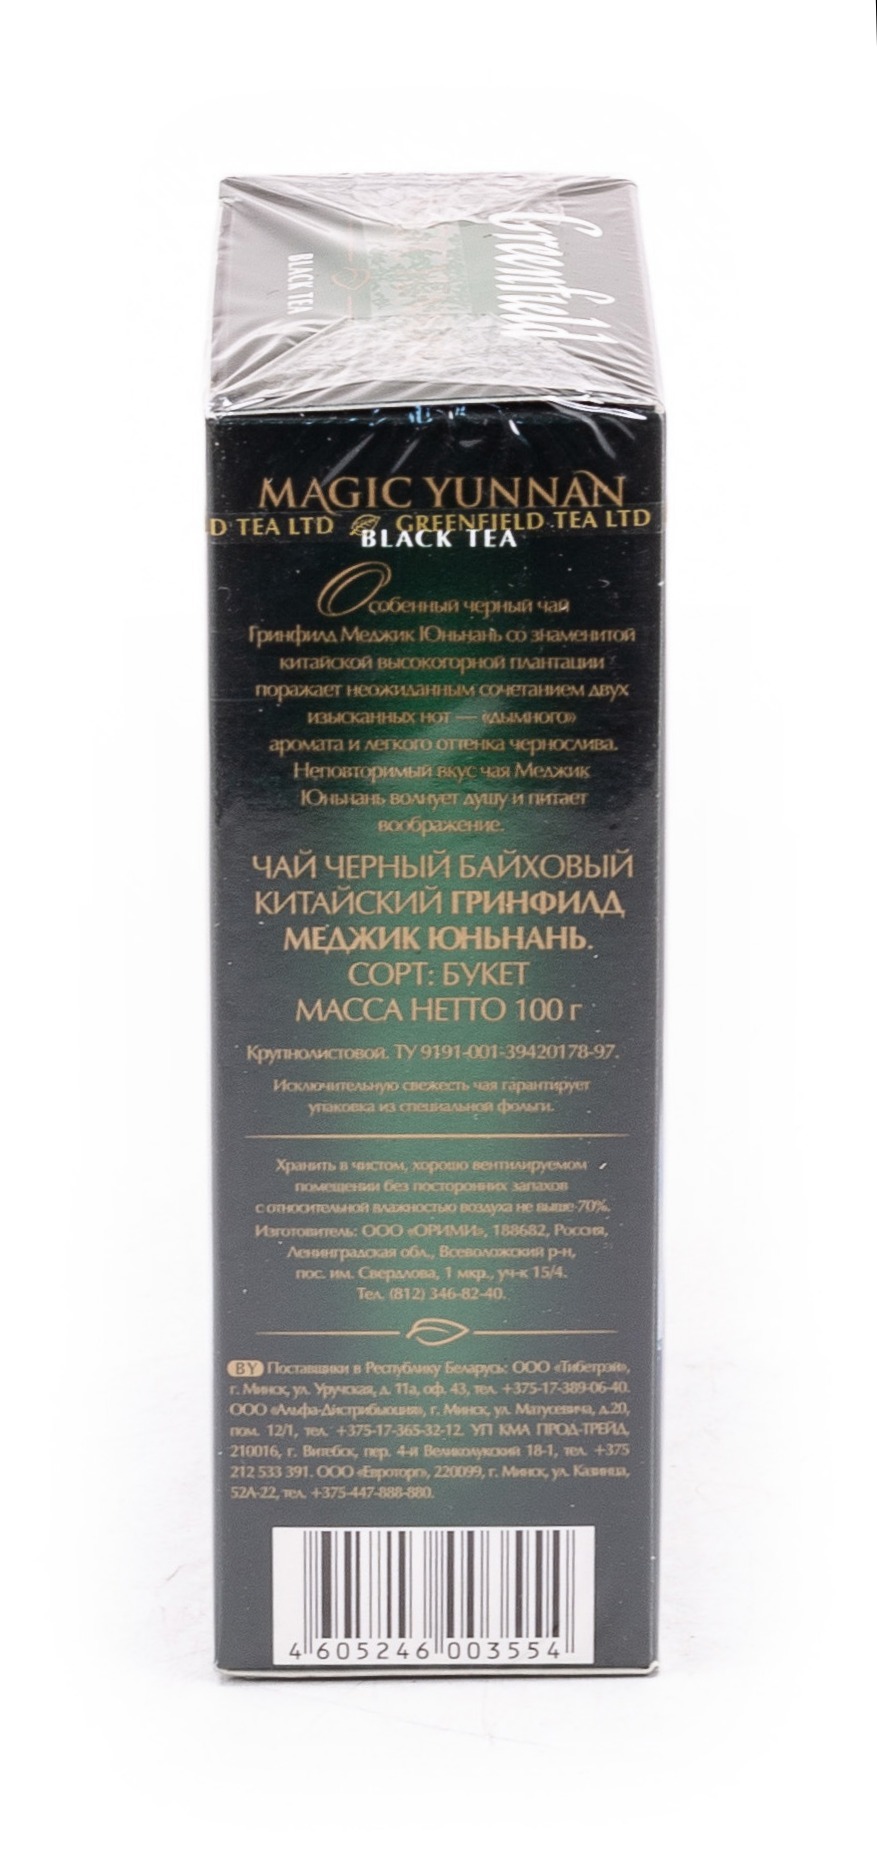 Greenfield
BLACK TEA
MAGIC YUNNAN
D TEA LTD GREENFIELD TEA LTD
BLACK TEA
Особенный черный чай
Гринфилд Меджик Юньнань со знаменитой
китайской высокогорной плантации
поражает неожиданным сочетанием двух
изысканных нот — «дымного»
аромата и легкого оттенка чернослива.
Неповторимый вкус чая Меджик
Юньнань волнует душу и питает
воображение.
ЧАЙ ЧЕРНЫЙ БАЙХОВЫЙ
КИТАЙСКИЙ ГРИНФИЛД
МЕДЖИК ЮНЬНАНЬ.
СОРТ: БУКЕТ
МАССА НЕТТО 100 г
Крупнолистовой. ТУ 9191-001-39420178-97.
Исключительную свежесть чая гарантирует
упаковка из специальной фольги.
Хранить в чистом, хорошо вентилируемом
помещении без посторонних запахов
с относительной влажностью воздуха не выше 70%.
Изготовитель: ООО «ОРИМИ», 188682, Россия,
Ленинградская обл., Всеволожский р-н,
пос. им. Свердлова, 1 мкр., уч-к 15/4.
Тел. (812) 346-82-40.
BY Поставщики в Республику Беларусь: ООО «Тибетрэй»,
г. Минск, ул. Уручская, д. 11а, оф. 43, тел. +375-17-389-06-40.
ООО «Альфа-Дистрибьюция», г. Минск, ул. Матусевича, д.20,
пом. 12/1, тел. +375-17-365-32-12. УП КМА ПРОД-ТРЕЙД,
210016, г. Витебск, пер. 4-й Великолукский 18-1, тел. +375
212 533 391. ООО «Евроторг», 220099, г. Минск, ул. Казинца,
52А-22, тел. +375-447-888-880.
4 605246 003554